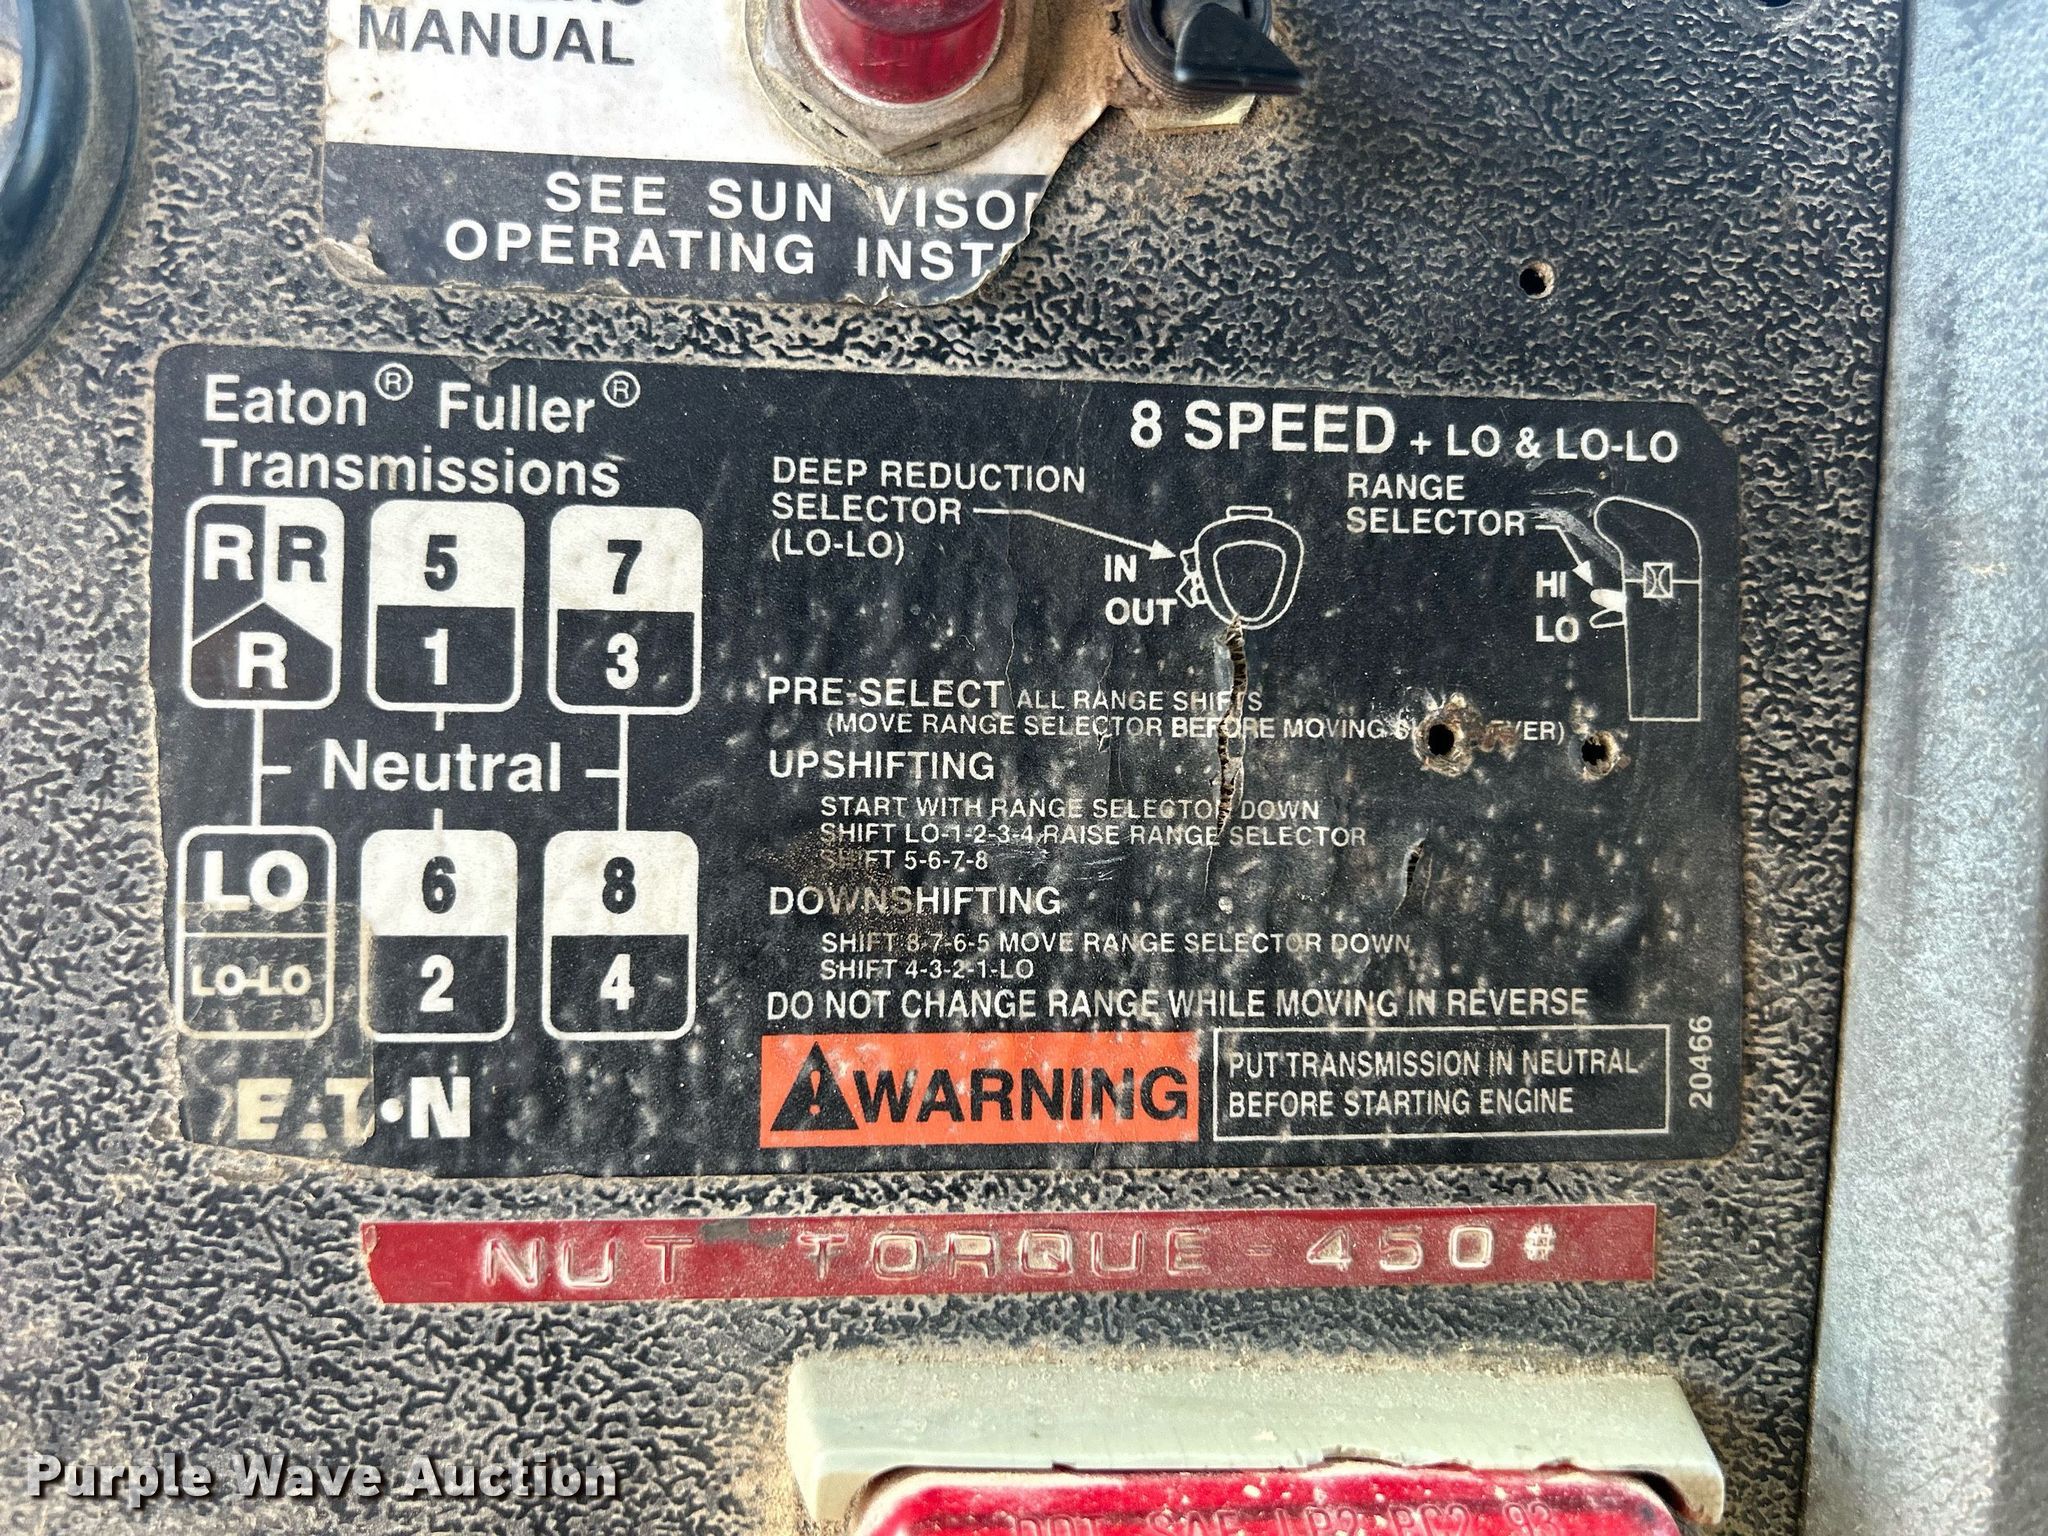 MANUAL
SEE SUN
OPERATING
Eaton® Fuller®
Transmissions
8 SPEED + LO & LO-LO
DEEP REDUCTION
SELECTOR
(LO-LO)
IN
OUT
RANGE
SELECTOR
HI
LO
R R 5 7
R 1 3
Neutral
LO 6 8
LO-LO 2 4
PRE-SELECT ALL RANGE SHIFTS
(MOVE RANGE SELECTOR BEFORE MOVING
UPSHIFTING
START WITH RANGE SELECTOR DOWN
SHIFT LO-1-2-3-4 RAISE RANGE SELECTOR
SHIFT 5-6-7-8
DOWNSHIFTING
SHIFT 8-7-6-5 MOVE RANGE SELECTOR DOWN
SHIFT 4-3-2-1-LO
DO NOT CHANGE RANGE WHILE MOVING IN REVERSE
EAT•N
WARNING
PUT TRANSMISSION IN NEUTRAL
BEFORE STARTING ENGINE
20466
NUT TORQUE-450#
DOT SAE PC2 93
Purple Wave Auction